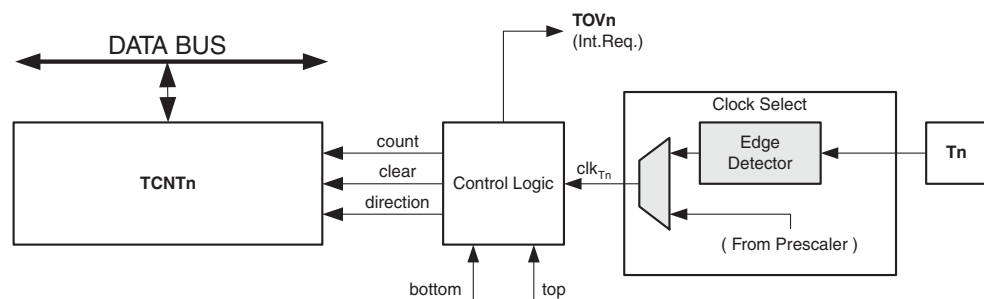 TOVn
(Int.Req.)
DATA BUS
Clock Select
TCNTn
count
clear
direction
Control Logic
clkTn
Edge
Detector
Tn
( From Prescaler )
bottom
top